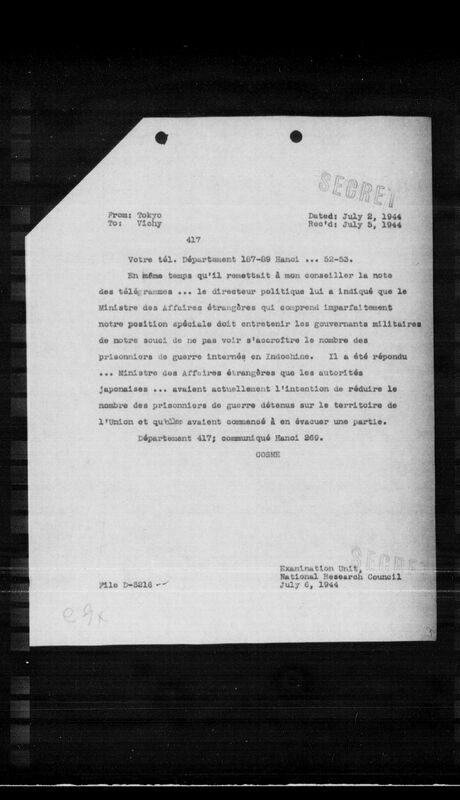 SECRET
From: Tokyo
To: Vichy
Dated: July 2, 1944
Rec'd: July 5, 1944
417
Votre tél. Département 187-89 Hanoi ... 52-53.
En même temps qu'il remettait à mon conseiller la note
des télégrammes ... le directeur politique lui a indiqué que le
Ministre des Affaires étrangères qui comprend imparfaitement
notre position spéciale doit entretenir les gouvernants militaires
de notre souci de ne pas voir s'accroître le nombre des
prisonniers de guerre internés en Indochine. Il a été répondu
... Ministre des Affaires étrangères que les autorités
japonaises ... avaient actuellement l'intention de réduire le
nombre des prisonniers de guerre détenus sur le territoire de
l'Union et qu'elles avaient commencé à en évacuer une partie.
Département 417; communiqué Hanoi 269.
COSME
SECRET
Examination Unit,
National Research Council
July 6, 1944
File D-5216